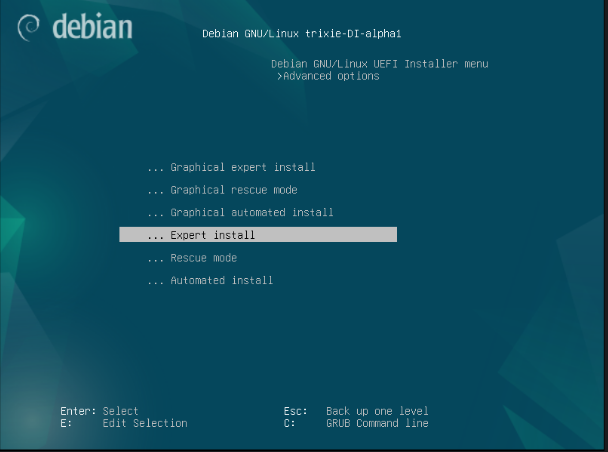 debian
Debian GNU/Linux trixie-DI-alpha1
Debian GNU/Linux UEFI Installer menu
>Advanced options
... Graphical expert install
... Graphical rescue mode
... Graphical automated install
... Expert install
... Rescue mode
... Automated install
Enter: Select Esc: Back up one level
E: Edit Selection C: GRUB Command line